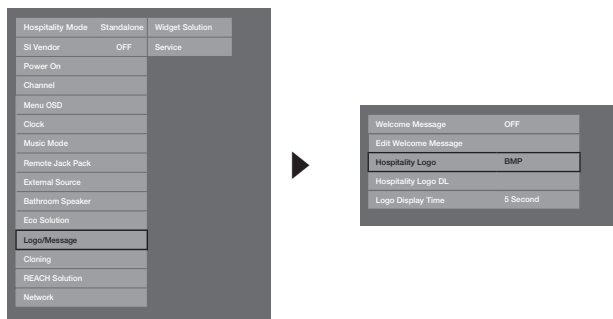 Hospitality Mode Standalone Widget Solution
SI Vendor OFF Service
Power On
Channel
Menu OSD
Clock
Music Mode
Remote Jack Pack
External Source
Bathroom Speaker
Eco Solution
Logo/Message
Cloning
REACH Solution
Network
Welcome Message OFF
Edit Welcome Message
Hospitality Logo BMP
Hospitality Logo DL
Logo Display Time 5 Second